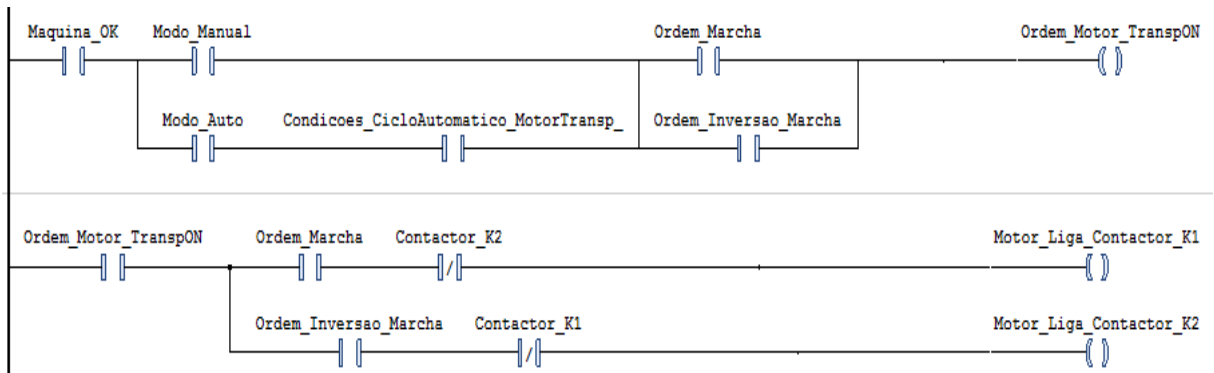 Maquina_OK Modo_Manual Ordem_Marcha Ordem_Motor_TranspON
Modo_Auto Condicoes_CicloAutomatico_MotorTransp_ Ordem_Inversao_Marcha
Ordem_Motor_TranspON Ordem_Marcha Contactor_K2 Motor_Liga_Contactor_K1
Ordem_Inversao_Marcha Contactor_K1 Motor_Liga_Contactor_K2